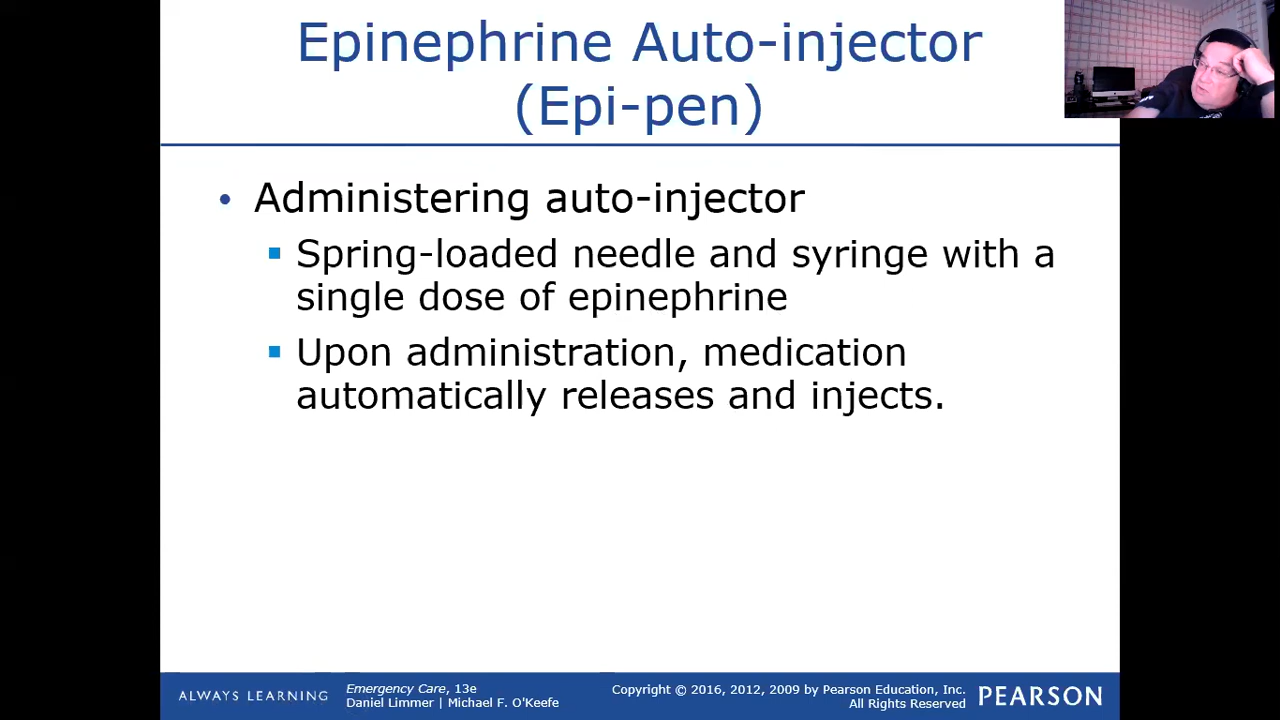 Epinephrine Auto-injector
(Epi-pen)
• Administering auto-injector
▪ Spring-loaded needle and syringe with a
single dose of epinephrine
▪ Upon administration, medication
automatically releases and injects.
ALWAYS LEARNING
Emergency Care, 13e
Daniel Limmer | Michael F. O'Keefe
Copyright © 2016, 2012, 2009 by Pearson Education, Inc.
All Rights Reserved
PEARSON